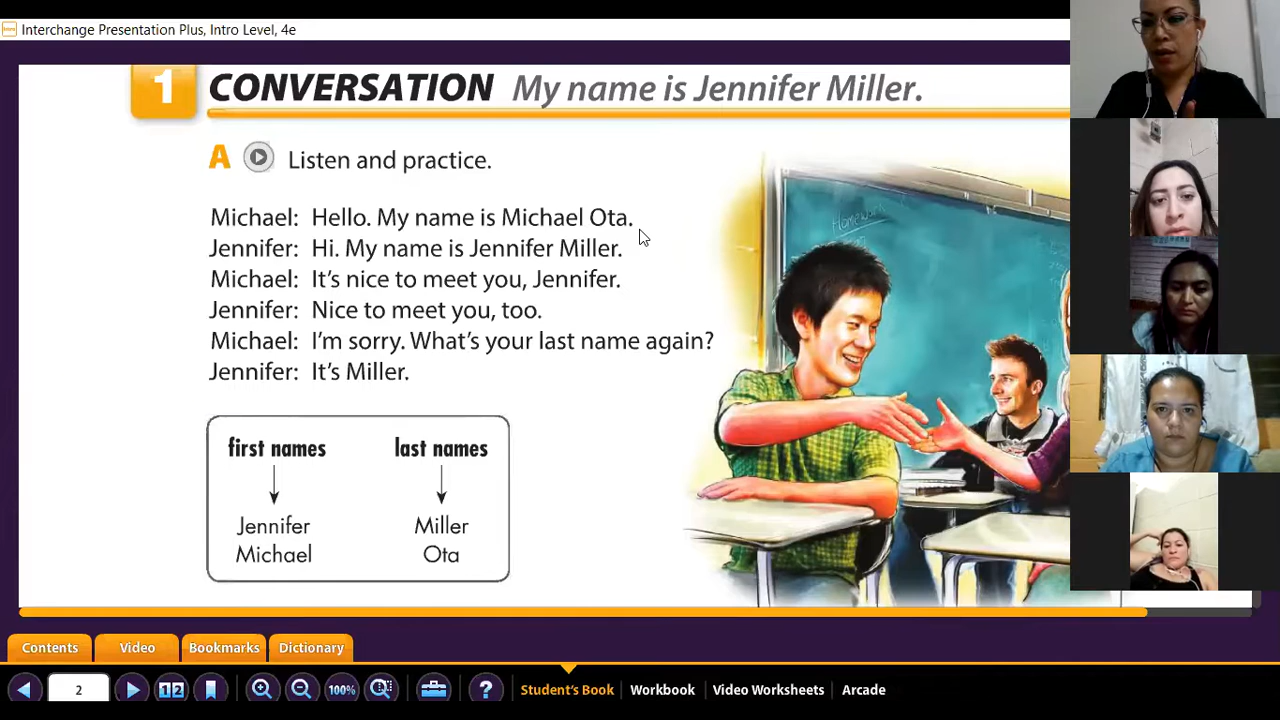 Interchange Presentation Plus, Intro Level, 4e
1 CONVERSATION My name is Jennifer Miller.
A Listen and practice.
Homework
Michael: Hello. My name is Michael Ota.
Jennifer: Hi. My name is Jennifer Miller.
Michael: It's nice to meet you, Jennifer.
Jennifer: Nice to meet you, too.
Michael: I'm sorry. What's your last name again?
Jennifer: It's Miller.
first names last names
Jennifer Miller
Michael Ota
Contents Video Bookmarks Dictionary
2 12 100% ? Student's Book Workbook Video Worksheets Arcade